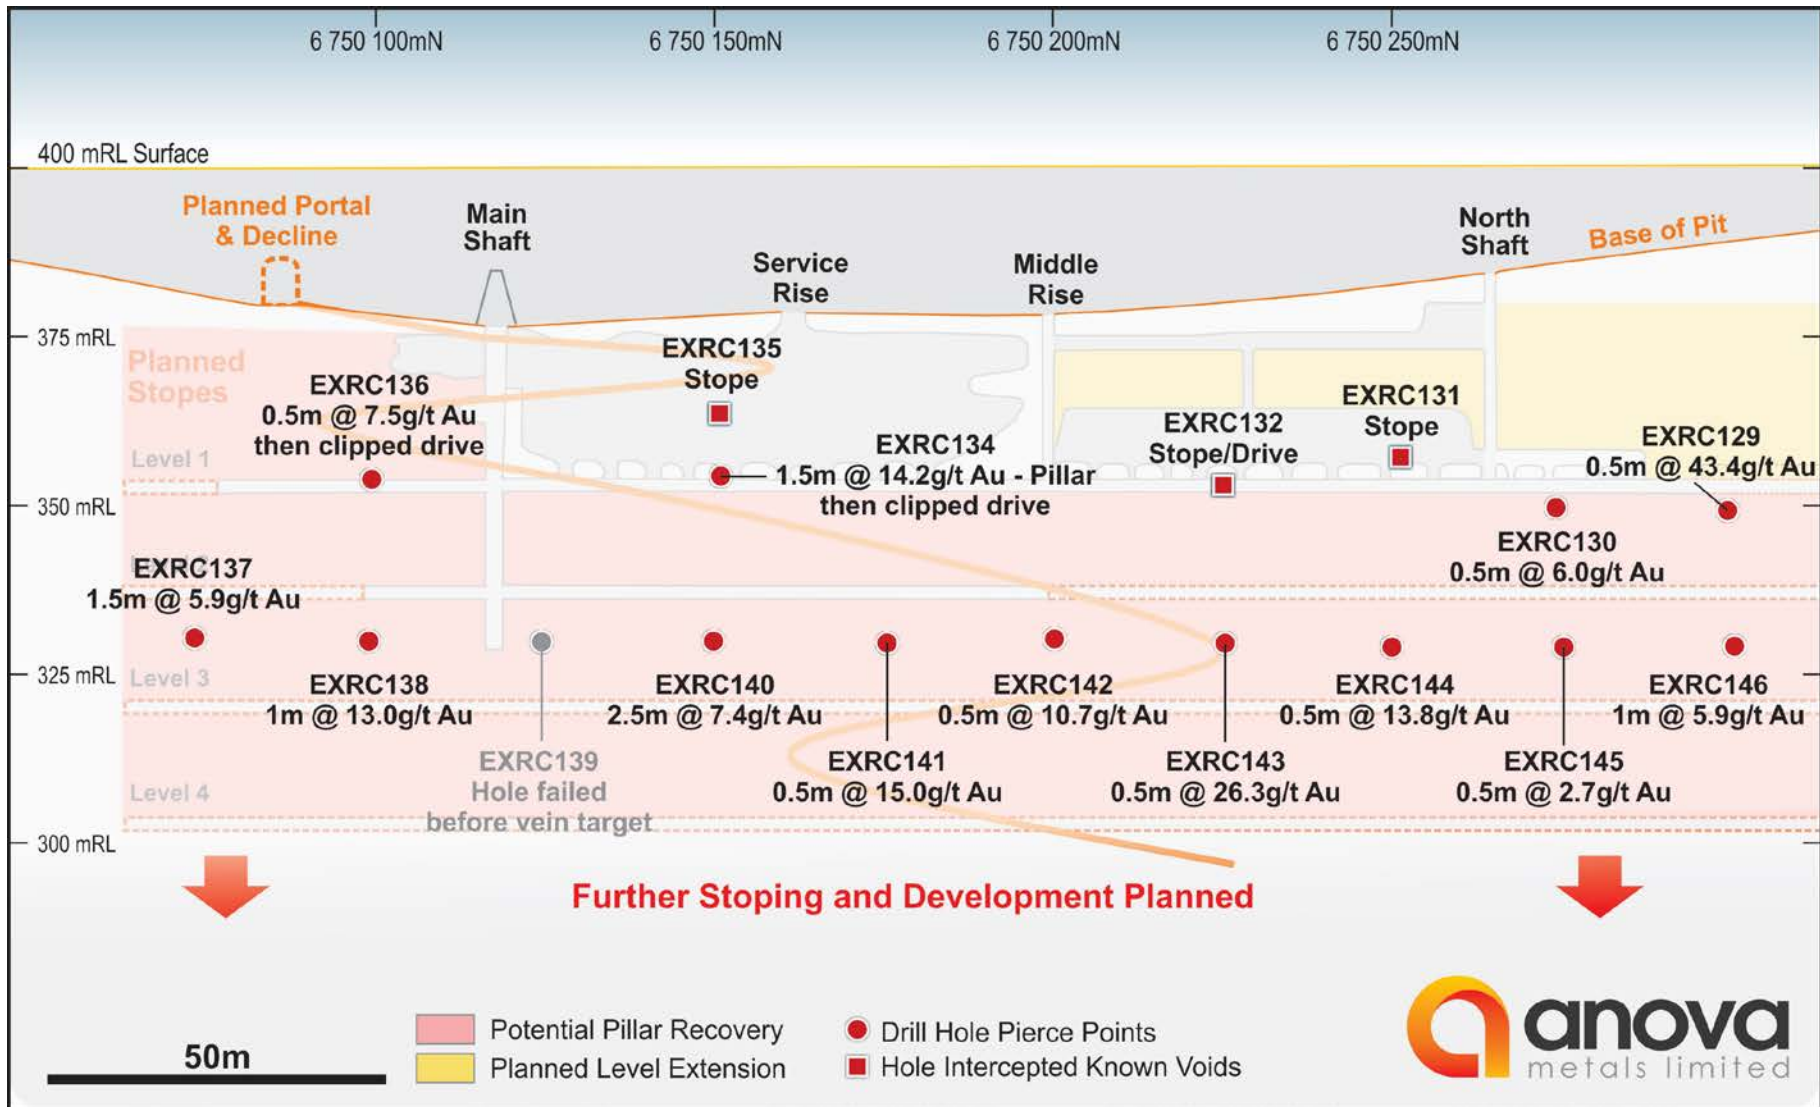 6 750 100mN
6 750 150mN
6 750 200mN
6 750 250mN
400 mRL Surface
Planned Portal
& Decline
Main
Shaft
Service
Rise
Middle
Rise
North
Shaft
Base of Pit
375 mRL
Planned
Stopes
EXRC136
0.5m @ 7.5g/t Au
then clipped drive
EXRC135
Stope
EXRC134
1.5m @ 14.2g/t Au - Pillar
then clipped drive
EXRC132
Stope/Drive
EXRC131
Stope
EXRC129
0.5m @ 43.4g/t Au
Level 1
350 mRL
EXRC130
0.5m @ 6.0g/t Au
EXRC137
1.5m @ 5.9g/t Au
325 mRL
Level 3
EXRC138
1m @ 13.0g/t Au
EXRC140
2.5m @ 7.4g/t Au
EXRC142
0.5m @ 10.7g/t Au
EXRC144
0.5m @ 13.8g/t Au
EXRC146
1m @ 5.9g/t Au
EXRC139
Hole failed
before vein target
EXRC141
0.5m @ 15.0g/t Au
EXRC143
0.5m @ 26.3g/t Au
EXRC145
0.5m @ 2.7g/t Au
Level 4
300 mRL
Further Stoping and Development Planned
50m
Potential Pillar Recovery
Planned Level Extension
Drill Hole Pierce Points
Hole Intercepted Known Voids
anova
metals limited